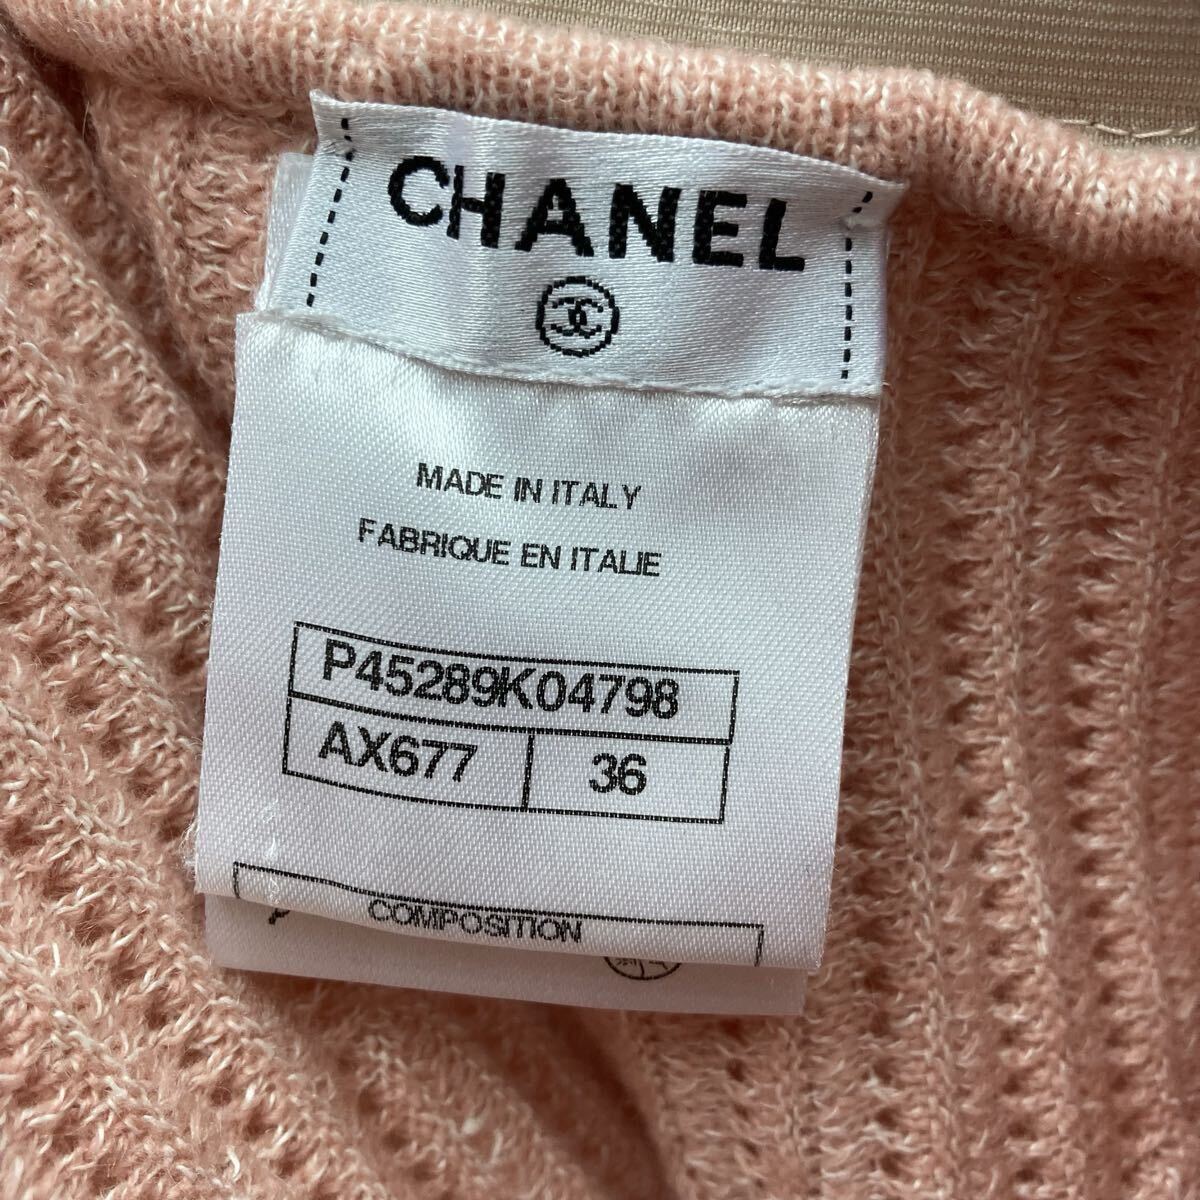 CHANEL
MADE IN ITALY
FABRIQUE EN ITALIE
P45289K04798
AX677 36
COMPOSITION